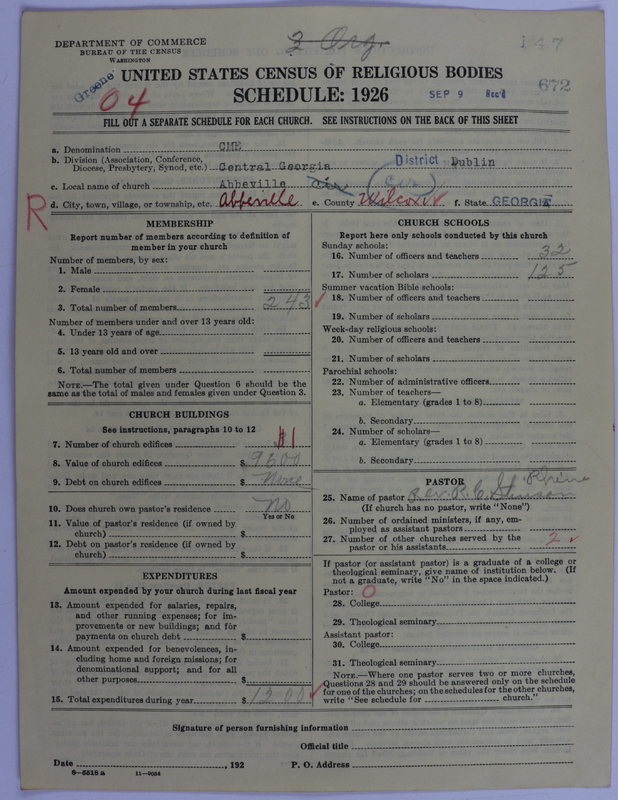 DEPARTMENT OF COMMERCE
BUREAU OF THE CENSUS
WASHINGTON
2 Org.
147
Greene
UNITED STATES CENSUS OF RELIGIOUS BODIES
04
SCHEDULE: 1926
SEP 9 Rec'd
672
FILL OUT A SEPARATE SCHEDULE FOR EACH CHURCH. SEE INSTRUCTIONS ON THE BACK OF THIS SHEET
a. Denomination CME
b. Division (Association, Conference, Diocese, Presbytery, Synod, etc.) Central Georgia District Dublin
c. Local name of church Abbeville Cir (Cir)
R
d. City, town, village, or township, etc. Abbeville e. County Wilcox f. State GEORGIA
MEMBERSHIP
Report number of members according to definition of
member in your church
Number of members, by sex:
1. Male
2. Female
3. Total number of members 243
Number of members under and over 13 years old:
4. Under 13 years of age
5. 13 years old and over
6. Total number of members
NOTE.—The total given under Question 6 should be the
same as the total of males and females given under Question 3.
CHURCH BUILDINGS
See instructions, paragraphs 10 to 12
7. Number of church edifices 1
8. Value of church edifices $9600
9. Debt on church edifices $None
10. Does church own pastor's residence No
Yes or No
11. Value of pastor's residence (if owned by
church) $
12. Debt on pastor's residence (if owned by
church) $
EXPENDITURES
Amount expended by your church during last fiscal year
13. Amount expended for salaries, repairs,
and other running expenses; for im-
provements or new buildings; and for
payments on church debt $
14. Amount expended for benevolences, in-
cluding home and foreign missions; for
denominational support; and for all
other purposes $
15. Total expenditures during year $1200
CHURCH SCHOOLS
Report here only schools conducted by this church
Sunday schools:
16. Number of officers and teachers 32
17. Number of scholars 125
Summer vacation Bible schools:
18. Number of officers and teachers
19. Number of scholars
Week-day religious schools:
20. Number of officers and teachers
21. Number of scholars
Parochial schools:
22. Number of administrative officers
23. Number of teachers—
a. Elementary (grades 1 to 8)
b. Secondary
24. Number of scholars—
a. Elementary (grades 1 to 8)
b. Secondary
PASTOR
Rhine
25. Name of pastor Rev. R. C. Stinson
(If church has no pastor, write "None")
26. Number of ordained ministers, if any, em-
ployed as assistant pastors
27. Number of other churches served by the
pastor or his assistants 2
If pastor (or assistant pastor) is a graduate of a college or
theological seminary, give name of institution below. (If
not a graduate, write "No" in the space indicated.)
Pastor: O
28. College
29. Theological seminary
Assistant pastor:
30. College
31. Theological seminary
NOTE.—Where one pastor serves two or more churches,
Questions 28 and 29 should be answered only on the schedule
for one of the churches; on the schedules for the other churches,
write "See schedule for church."
Signature of person furnishing information
Official title
Date , 192 P. O. Address
8—5518 a 11—9054